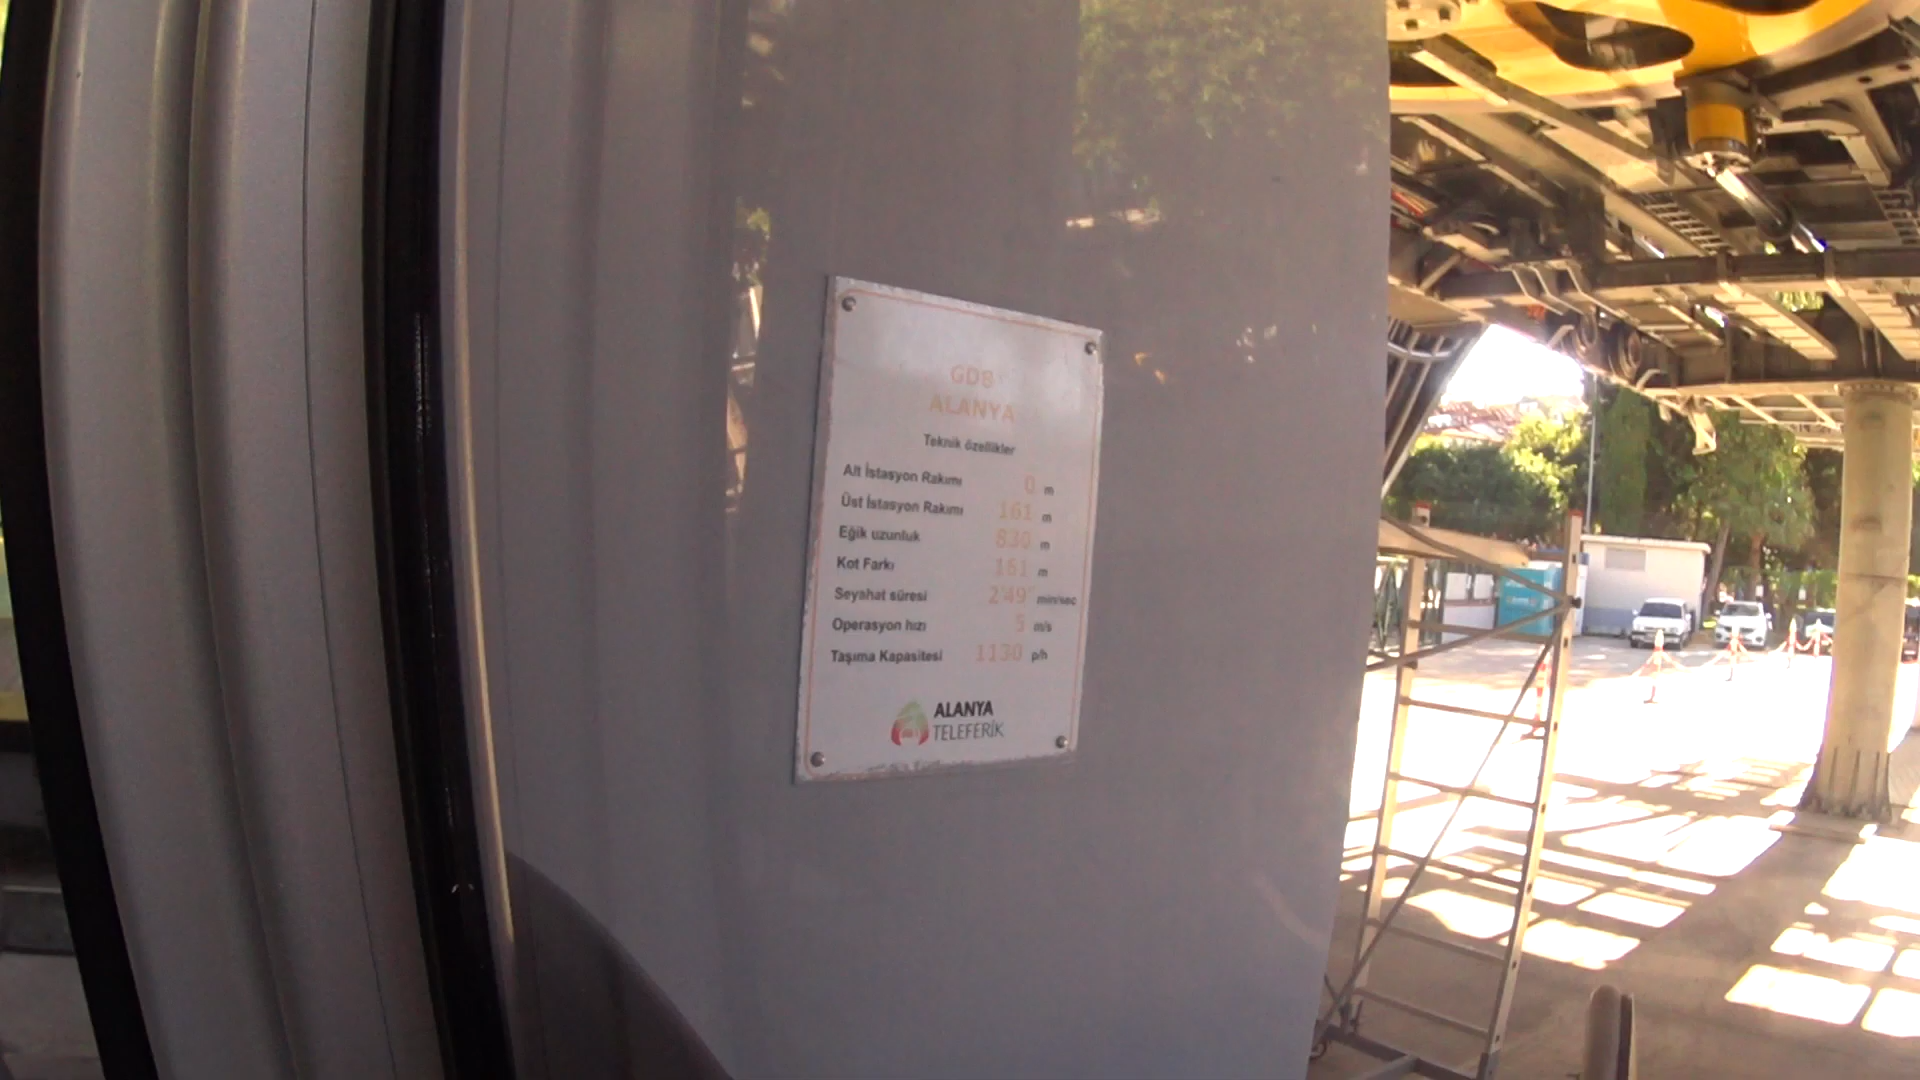 GD8
ALANYA
Teknik özellikler
Alt İstasyon Rakımı 0 m
Üst İstasyon Rakımı 161 m
Eğik uzunluk 830 m
Kot Farkı 161 m
Seyahat süresi 2'49" min/sec
Operasyon hızı 5 m/s
Taşıma Kapasitesi 1130 p/h
ALANYA
TELEFERİK